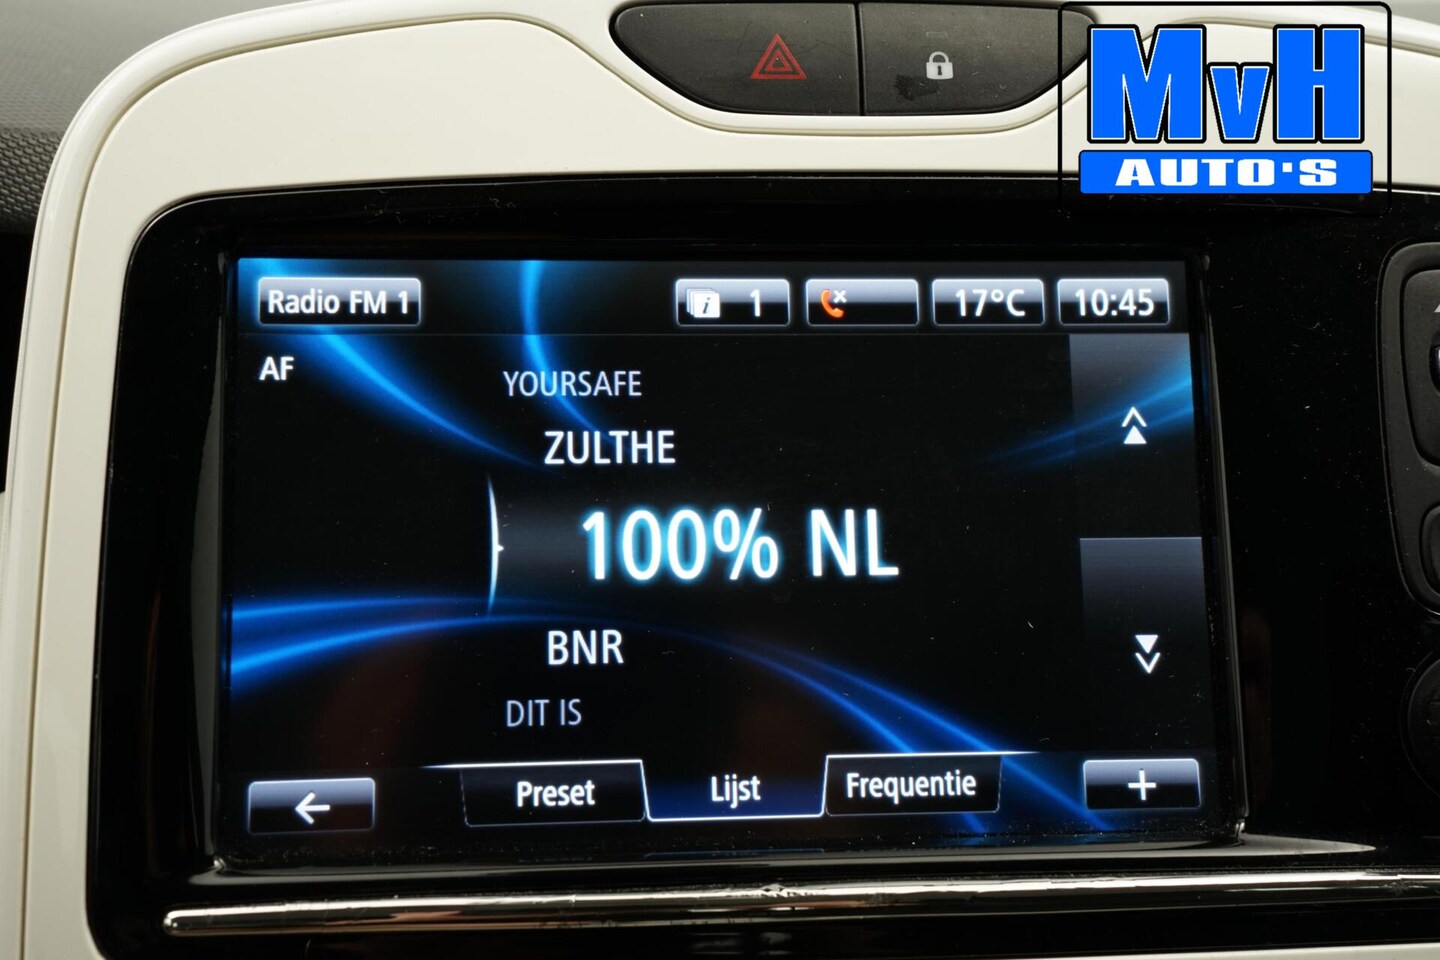 MvH
AUTO'S
Radio FM 1
i 1
17°C
10:45
AF
YOURSAFE
ZULTHE
100% NL
BNR
DIT IS
Preset
Lijst
Frequentie
+